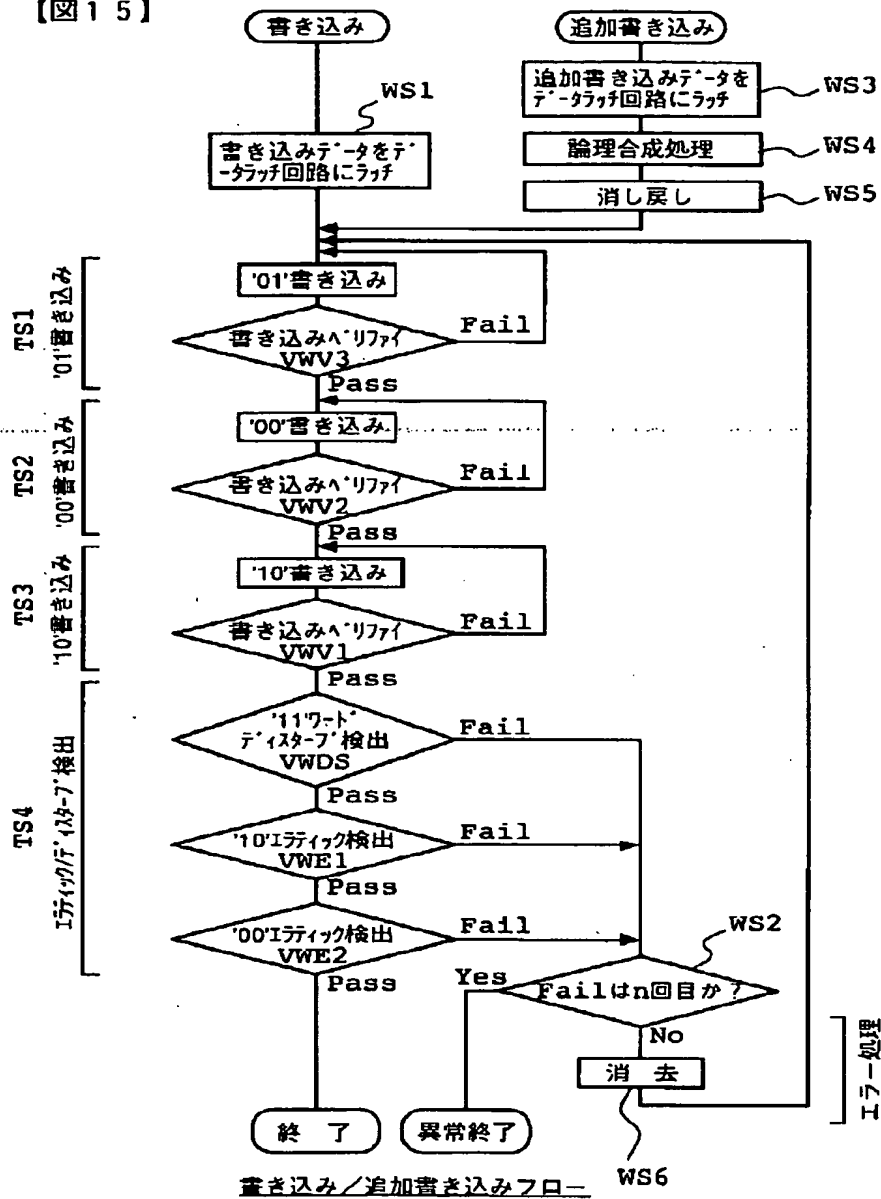 【図15】
書き込み
追加書き込み
WS1
追加書き込みデータを
データラッチ回路にラッチ
WS3
書き込みデータをデ
ータラッチ回路にラッチ
論理合成処理
WS4
消し戻し
WS5
TS1
'01'書き込み
'01'書き込み
書き込みベリファイ
VWV3
Fail
Pass
TS2
'00'書き込み
'00'書き込み
書き込みベリファイ
VWV2
Fail
Pass
TS3
'10'書き込み
'10'書き込み
書き込みベリファイ
VWV1
Fail
Pass
TS4
エラティック/ディスターブ検出
'11'ワード
ディスターブ検出
VWDS
Fail
Pass
'10'エラティック検出
VWE1
Fail
Pass
'00'エラティック検出
VWE2
Fail
Pass
WS2
Yes
Failはn回目か?
No
エラー処理
消 去
終 了
異常終了
WS6
書き込み/追加書き込みフロー